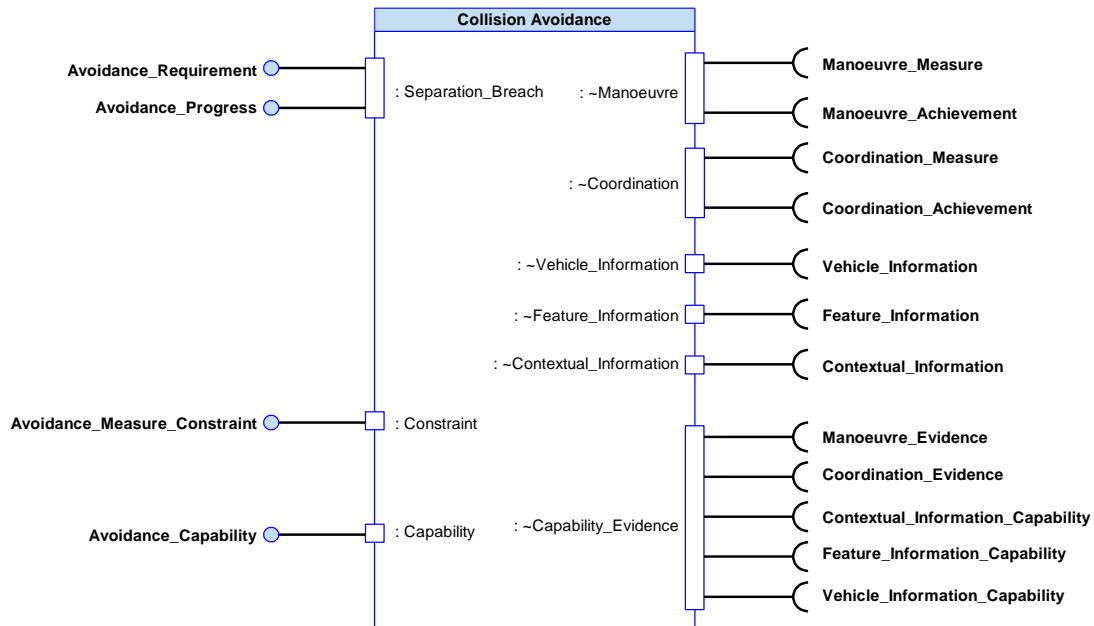 Collision Avoidance
Avoidance_Requirement
Avoidance_Progress
: Separation_Breach
: ~Manoeuvre
Manoeuvre_Measure
Manoeuvre_Achievement
: ~Coordination
Coordination_Measure
Coordination_Achievement
: ~Vehicle_Information
Vehicle_Information
: ~Feature_Information
Feature_Information
: ~Contextual_Information
Contextual_Information
Avoidance_Measure_Constraint
: Constraint
Avoidance_Capability
: Capability
: ~Capability_Evidence
Manoeuvre_Evidence
Coordination_Evidence
Contextual_Information_Capability
Feature_Information_Capability
Vehicle_Information_Capability